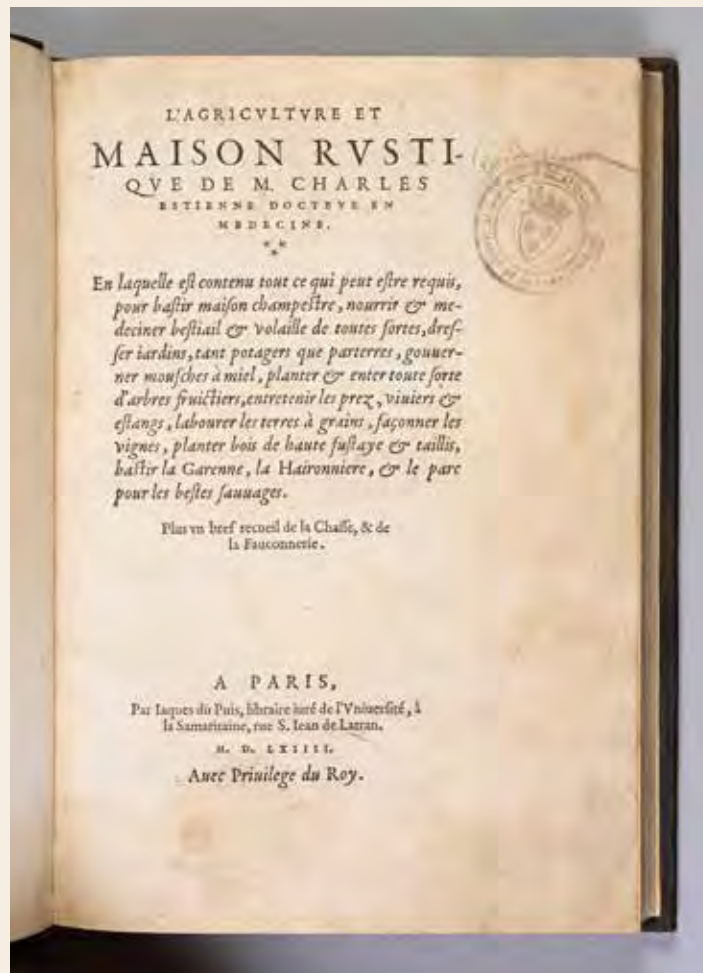 L'AGRICVLTVRE ET
MAISON RVSTI-
QVE DE M. CHARLES
ESTIENNE DOCTEVR EN
MEDECINE.
En laquelle est contenu tout ce qui peut estre requis,
pour bastir maison champestre, nourrir & me-
deciner bestiail & volaille de toutes sortes, dres-
ser iardins, tant potagers que parterres, gouuer-
ner mousches à miel, planter & enter toute sorte
d'arbres fruictiers, entretenir les prez, viuiers &
estangs, labourer les terres à grains, façonner les
vignes, planter bois de haute fustaye & taillis,
bastir la Garenne, la Haironniere, & le parc
pour les bestes sauuages.
Plus vn bref recueil de la Chasse, & de
la Fauconnerie.
A PARIS,
Par Iaques du Puis, libraire iuré de l'Vniuersité, à
la Samaritaine, rue S. Iean de Latran.
M. D. LXIIII.
Auec Priuilege du Roy.